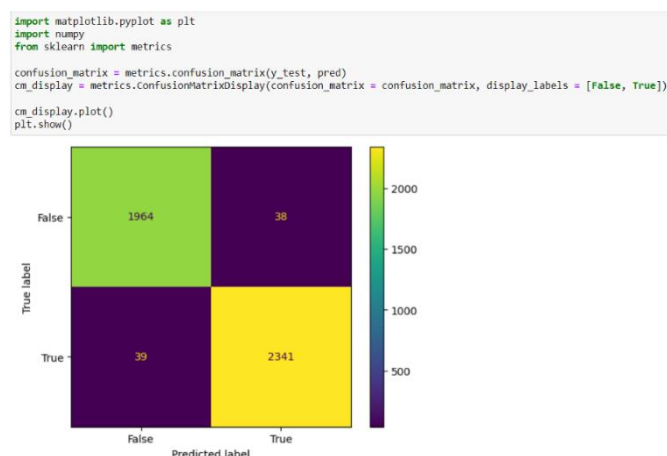 import matplotlib.pyplot as plt
import numpy
from sklearn import metrics
confusion_matrix = metrics.confusion_matrix(y_test, pred)
cm_display = metrics.ConfusionMatrixDisplay(confusion_matrix = confusion_matrix, display_labels = [False, True])
cm_display.plot()
plt.show()
2000
False
1964
38
1500
True label
1000
True
39
2341
500
False
True
Predicted label